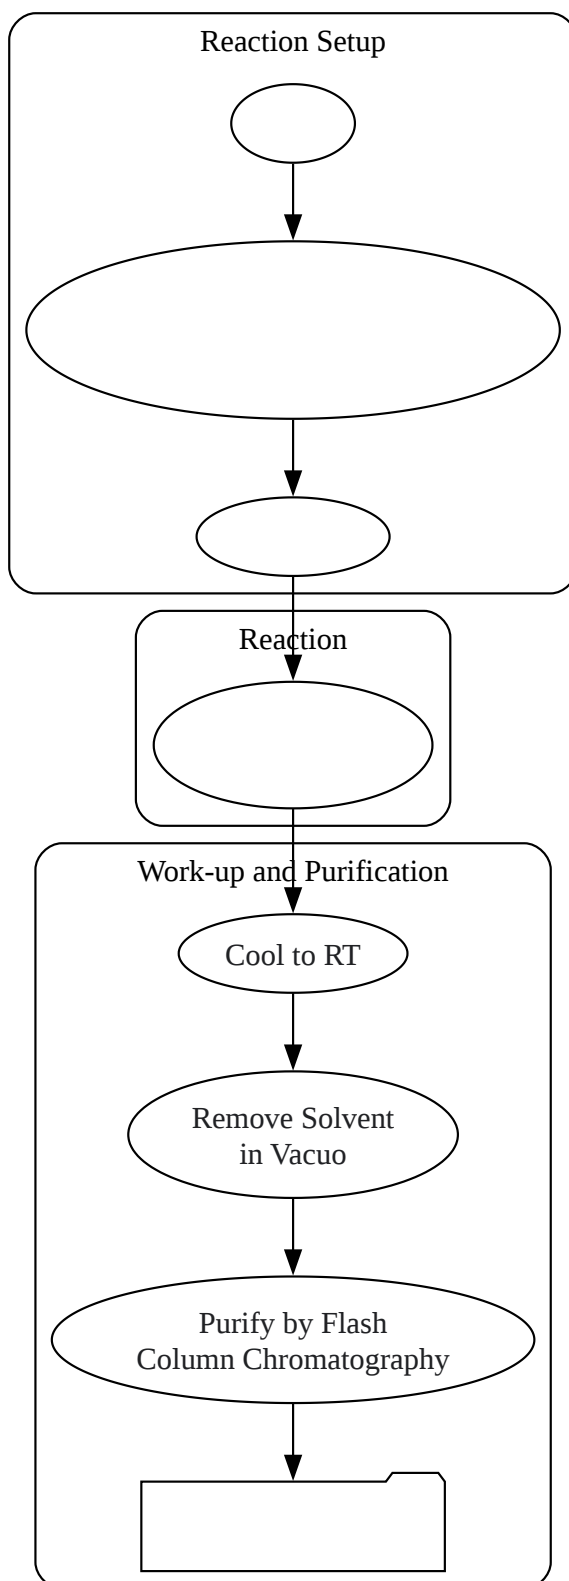 Reaction Setup
Reaction
Work-up and Purification
Cool to RT
Remove Solvent
in Vacuo
Purify by Flash
Column Chromatography